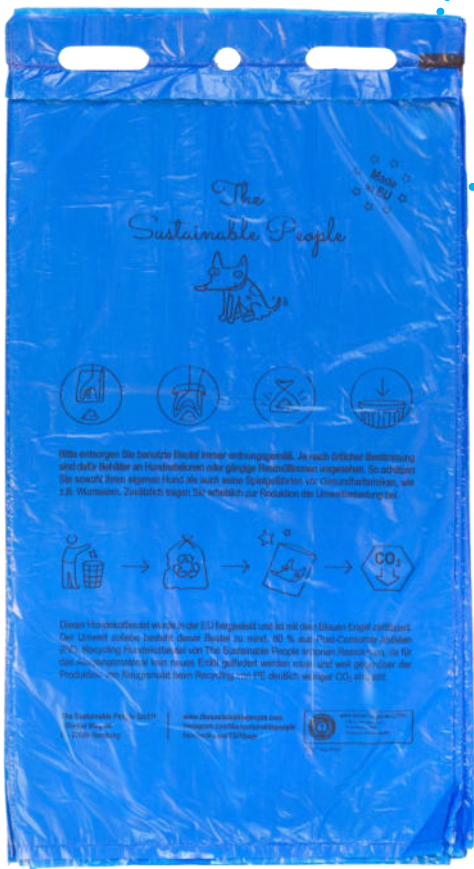 Made
in EU
The
Sustainable People
Bitte entsorgen Sie benutzte Beutel immer ordnungsgemäß. Je nach örtlicher Bestimmung
sind dafür Behälter an Hundestationen oder gängige Restmülltonnen vorgesehen. So schützen
Sie sowohl Ihren eigenen Hund als auch seine Spielgefährten vor Gesundheitsrisiken, wie
z.B. Wurmeiern. Zusätzlich tragen Sie erheblich zur Reduktion der Umweltbelastung bei.
CO₂
Dieser Hundekotbeutel wurde in der EU hergestellt und ist mit dem Blauen Engel zertifiziert.
Der Umwelt zuliebe besteht dieser Beutel zu mind. 80 % aus Post-Consumer-Abfällen
Recycling Hundekotbeutel von The Sustainable People schonen Ressourcen, da für
das Ausgangsmaterial kein neues Erdöl gefördert werden muss und weil gegenüber der
Produktion von Neugranulat beim Recycling von PE deutlich weniger CO₂ entsteht.
The Sustainable People GmbH
Hamburg
www.thesustainablepeople.com